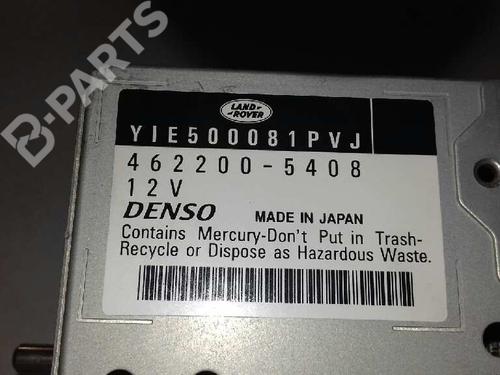 LAND
ROVER
YIE500081PVJ
462200-5408
12V
DENSO MADE IN JAPAN
Contains Mercury-Don't Put in Trash-
Recycle or Dispose as Hazardous Waste.
B-PARTS